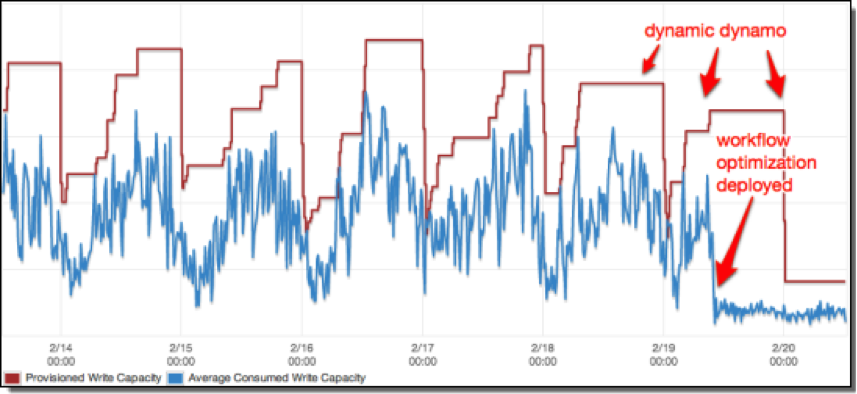 dynamic dynamo
workflow
optimization
deployed
2/14
00:00
2/15
00:00
2/16
00:00
2/17
00:00
2/18
00:00
2/19
00:00
2/20
00:00
Provisioned Write Capacity
Average Consumed Write Capacity